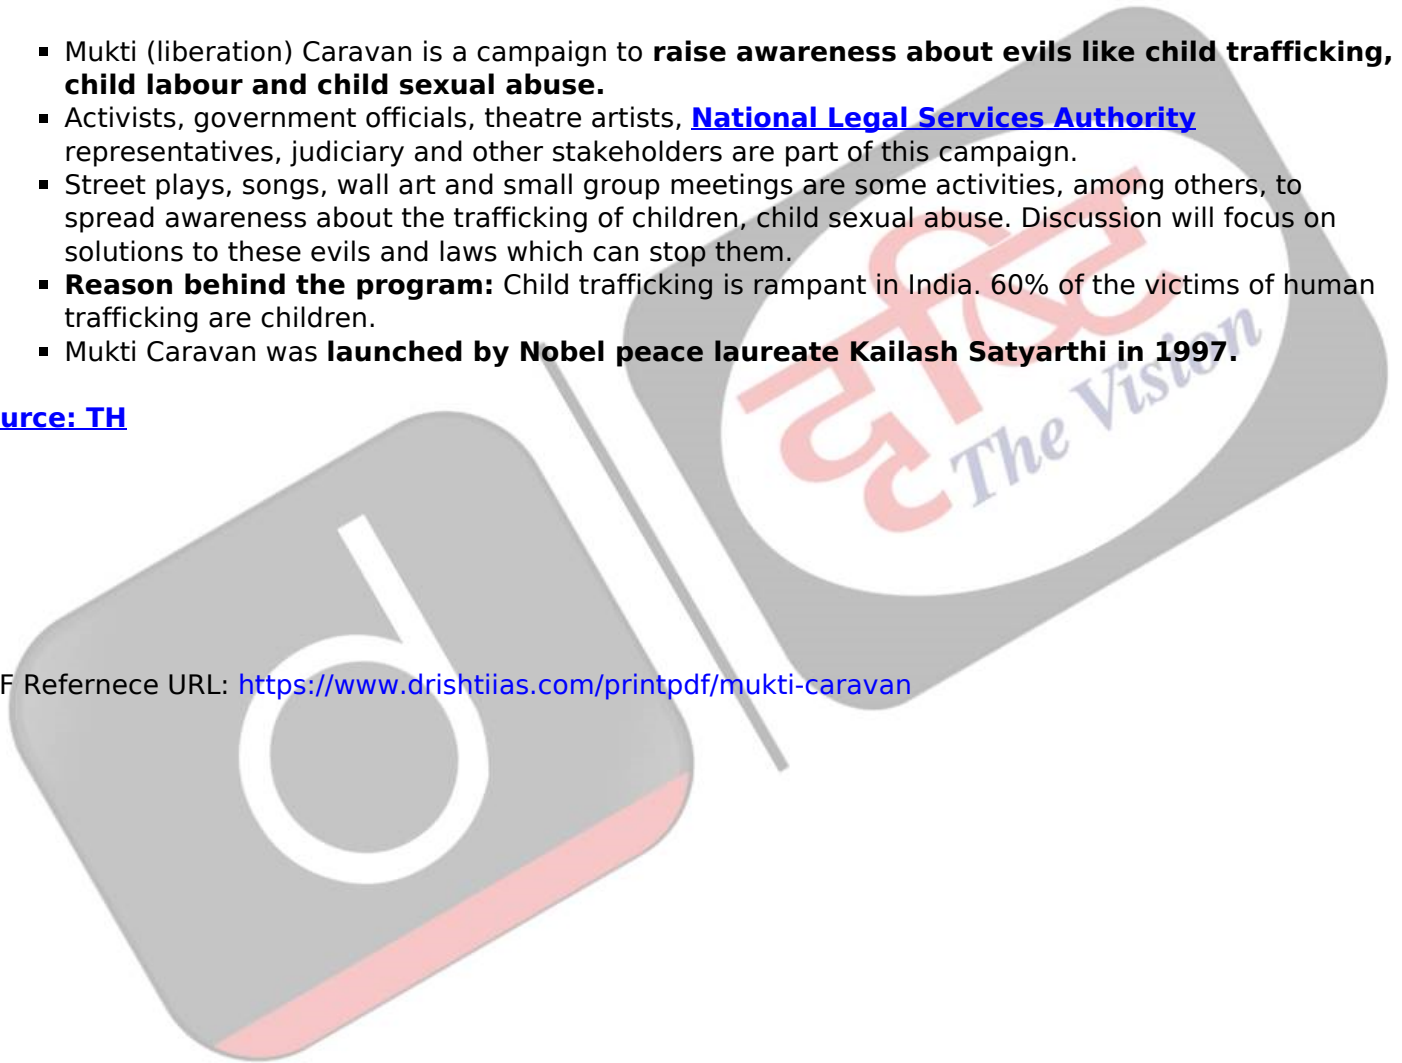 ▪ Mukti (liberation) Caravan is a campaign to raise awareness about evils like child trafficking,
child labour and child sexual abuse.
▪ Activists, government officials, theatre artists, National Legal Services Authority
representatives, judiciary and other stakeholders are part of this campaign.
▪ Street plays, songs, wall art and small group meetings are some activities, among others, to
spread awareness about the trafficking of children, child sexual abuse. Discussion will focus on
solutions to these evils and laws which can stop them.
▪ Reason behind the program: Child trafficking is rampant in India. 60% of the victims of human
trafficking are children.
▪ Mukti Caravan was launched by Nobel peace laureate Kailash Satyarthi in 1997.
urce: TH
दृष्टि
The Vision
d
F Refernece URL: https://www.drishtiias.com/printpdf/mukti-caravan